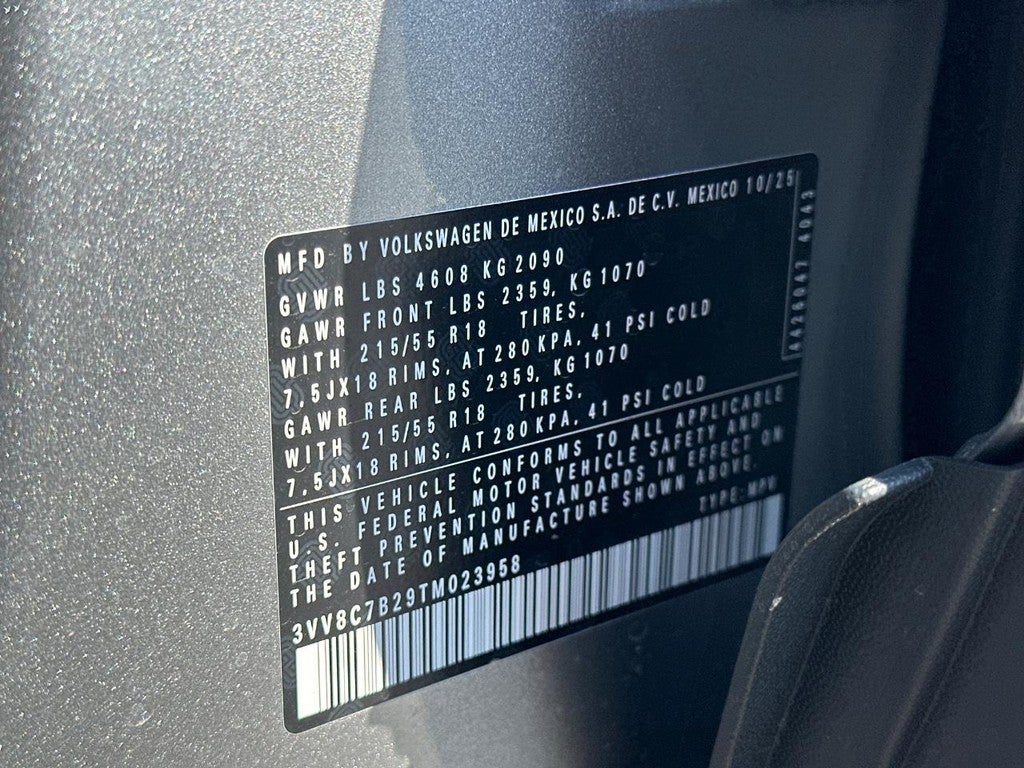 MFD BY VOLKSWAGEN DE MEXICO S.A. DE C.V. MEXICO 10/25
GVWR LBS 4608 KG 2090
GAWR FRONT LBS 2359, KG 1070
WITH 215/55 R18 TIRES,
7,5JX18 RIMS, AT 280 KPA, 41 PSI COLD
GAWR REAR LBS 2359, KG 1070
WITH 215/55 R18 TIRES,
7,5JX18 RIMS, AT 280 KPA, 41 PSI COLD
THIS VEHICLE CONFORMS TO ALL APPLICABLE
U.S. FEDERAL MOTOR VEHICLE SAFETY AND
THEFT PREVENTION STANDARDS IN EFFECT ON
THE DATE OF MANUFACTURE SHOWN ABOVE.
TYPE: MPV
3VV8C7B29TM023958